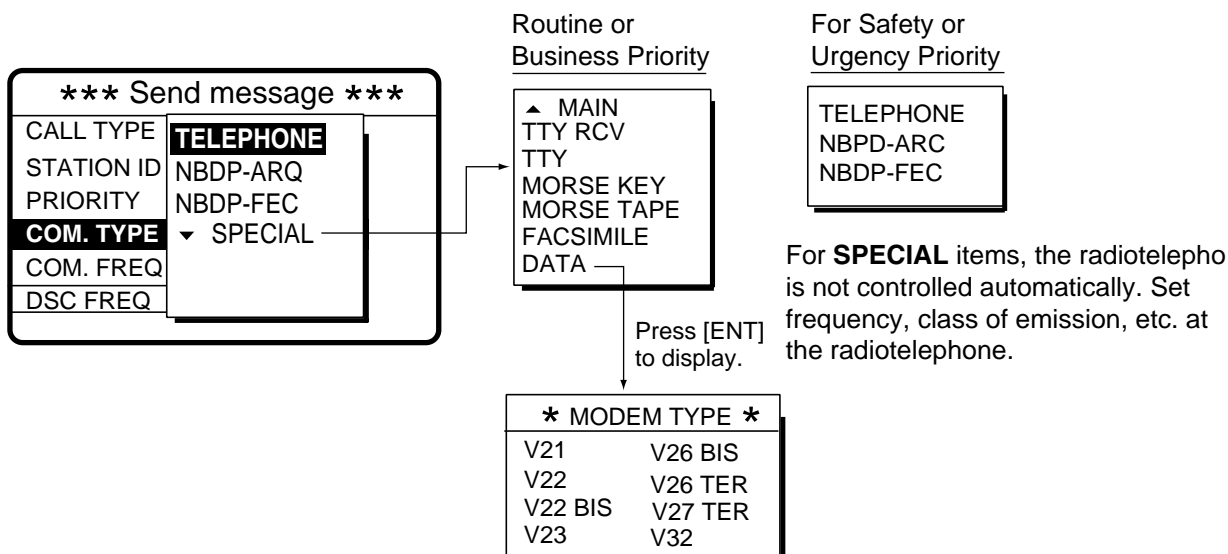 Routine or
Business Priority
For Safety or
Urgency Priority
*** Send message ***
CALL TYPE
STATION ID
PRIORITY
COM. TYPE
COM. FREQ
DSC FREQ
TELEPHONE
NBDP-ARQ
NBDP-FEC
▼ SPECIAL
▲ MAIN
TTY RCV
TTY
MORSE KEY
MORSE TAPE
FACSIMILE
DATA
TELEPHONE
NBPD-ARC
NBDP-FEC
For SPECIAL items, the radiotelepho
is not controlled automatically. Set
frequency, class of emission, etc. at
the radiotelephone.
Press [ENT]
to display.
* MODEM TYPE *
V21 V26 BIS
V22 V26 TER
V22 BIS V27 TER
V23 V32